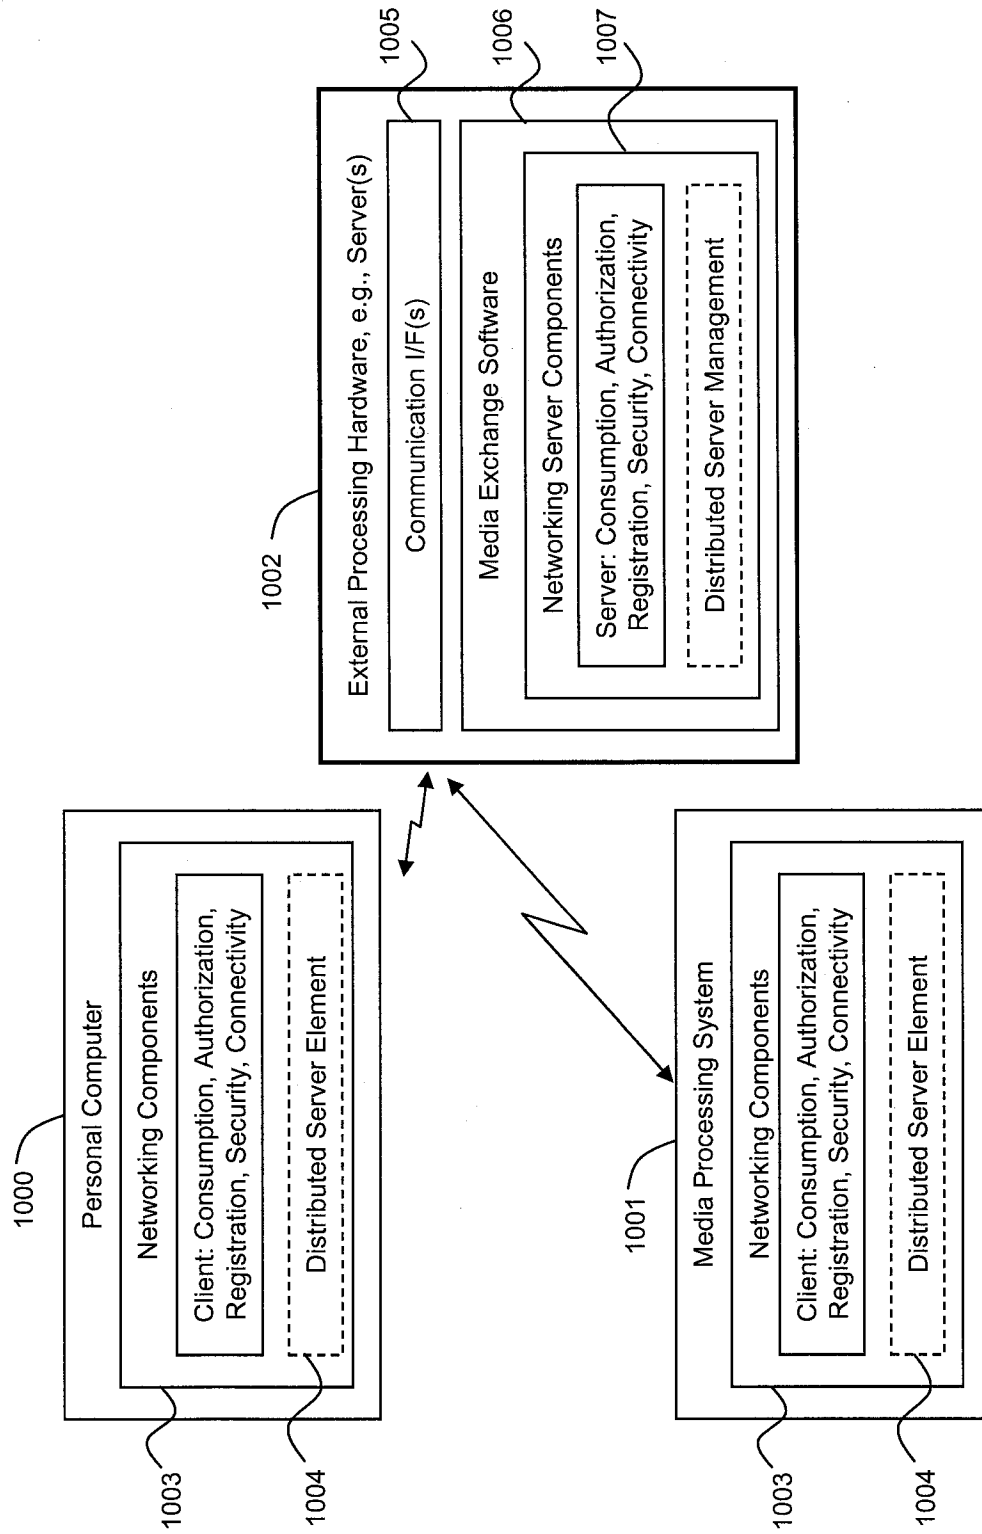 1000
Personal Computer
Networking Components
Client: Consumption, Authorization,
Registration, Security, Connectivity
Distributed Server Element
1003
1004
1002
External Processing Hardware, e.g., Server(s)
Communication I/F(s)
Media Exchange Software
Networking Server Components
Server: Consumption, Authorization,
Registration, Security, Connectivity
Distributed Server Management
1005
1006
1007
1001
Media Processing System
Networking Components
Client: Consumption, Authorization,
Registration, Security, Connectivity
Distributed Server Element
1003
1004